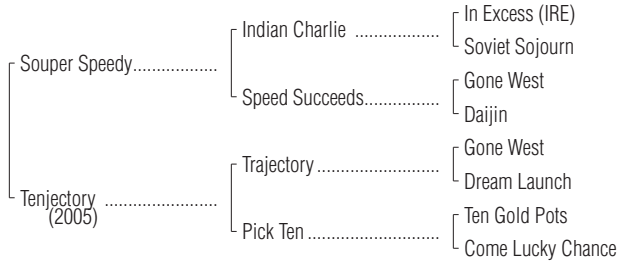 In Excess (IRE)
Indian Charlie ..................
Soviet Sojourn
Souper Speedy..................
Gone West
Speed Succeeds................
Daijin
Gone West
Trajectory ..........................
Dream Launch
Tenjectory ........................
(2005)
Ten Gold Pots
Pick Ten ............................
Come Lucky Chance